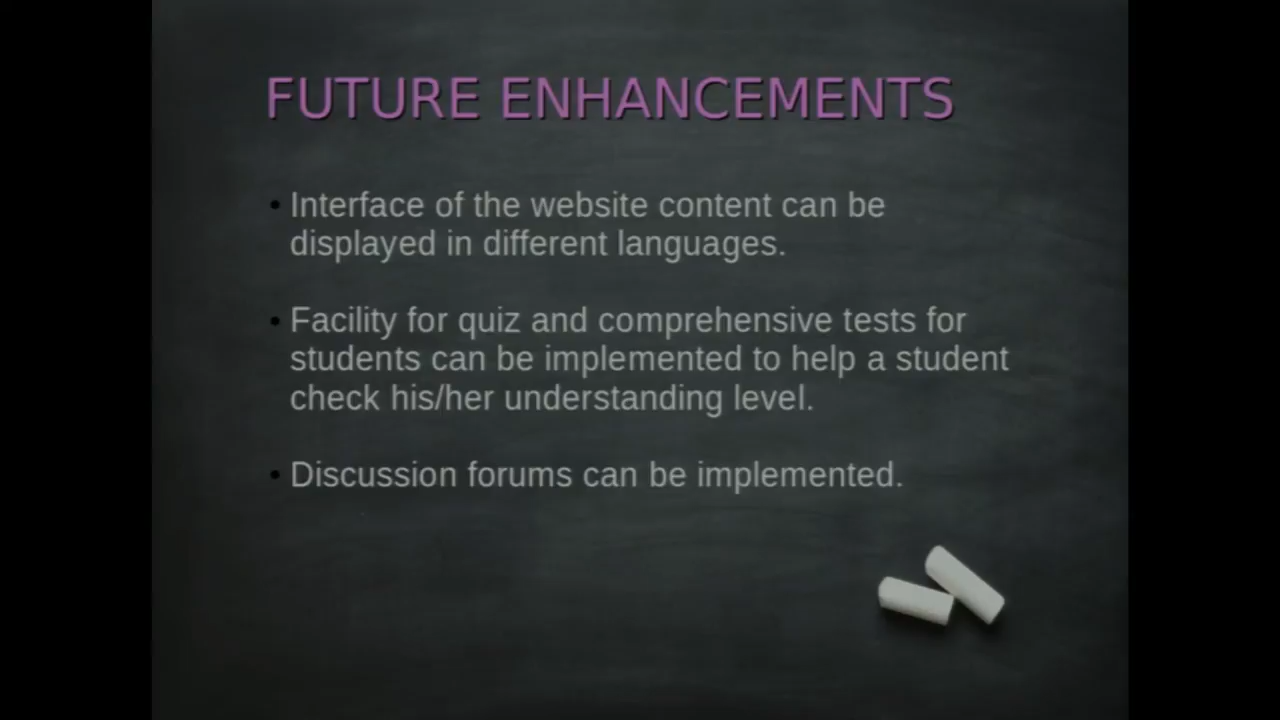 FUTURE ENHANCEMENTS
• Interface of the website content can be
displayed in different languages.
• Facility for quiz and comprehensive tests for
students can be implemented to help a student
check his/her understanding level.
• Discussion forums can be implemented.